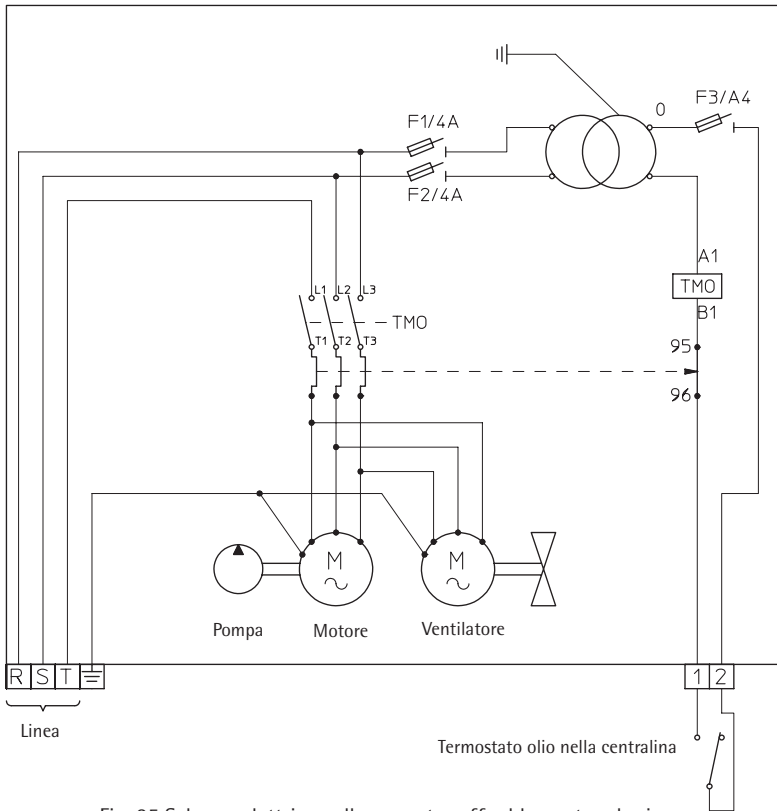 F3/A4
0
F1/4A
F2/4A
A1
TMO
B1
L1 L2 L3
TMO
T1 T2 T3
95
96
M
M
Pompa Motore Ventilatore
R S T
1 2
Linea
Termostato olio nella centralina